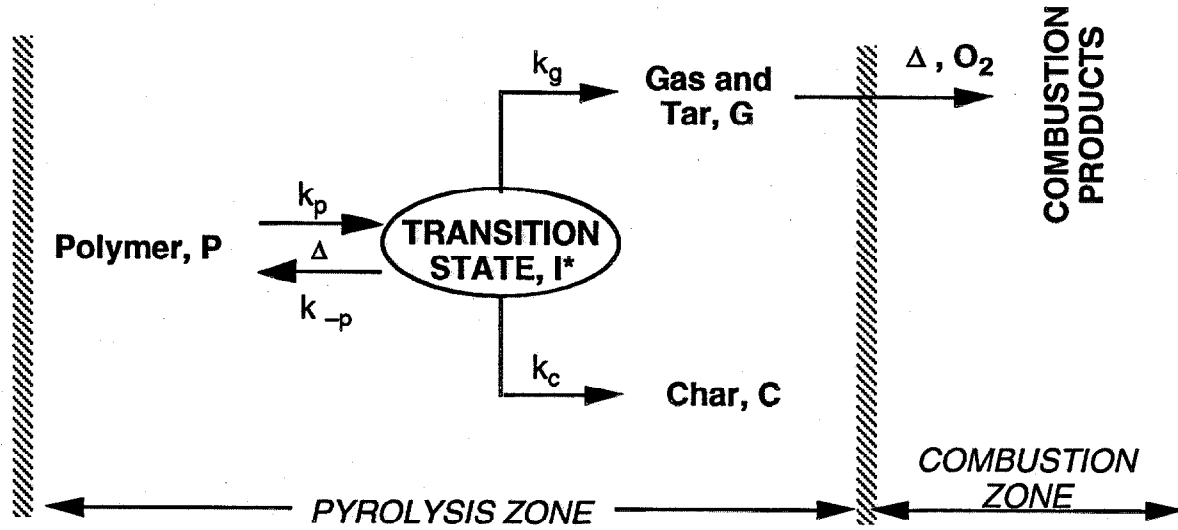 k_g
Gas and
Tar, G
Δ , O₂
COMBUSTION
PRODUCTS
k_p
Polymer, P
Δ
k_–p
TRANSITION
STATE, I*
k_c
Char, C
PYROLYSIS ZONE
COMBUSTION
ZONE